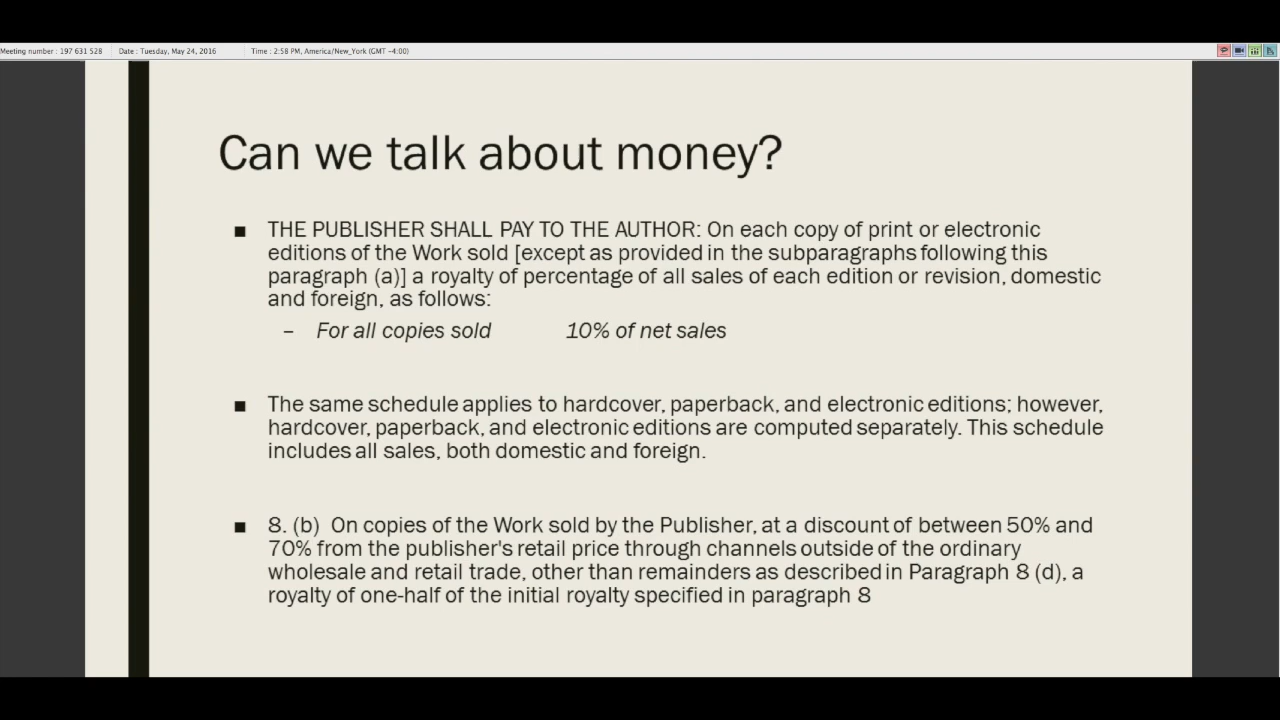 Meeting number : 197 631 528 Date : Tuesday, May 24, 2016 Time : 2:58 PM, America/New_York (GMT -4:00)
Can we talk about money?
■ THE PUBLISHER SHALL PAY TO THE AUTHOR: On each copy of print or electronic
editions of the Work sold [except as provided in the subparagraphs following this
paragraph (a)] a royalty of percentage of all sales of each edition or revision, domestic
and foreign, as follows:
– For all copies sold 10% of net sales
■ The same schedule applies to hardcover, paperback, and electronic editions; however,
hardcover, paperback, and electronic editions are computed separately. This schedule
includes all sales, both domestic and foreign.
■ 8. (b) On copies of the Work sold by the Publisher, at a discount of between 50% and
70% from the publisher's retail price through channels outside of the ordinary
wholesale and retail trade, other than remainders as described in Paragraph 8 (d), a
royalty of one-half of the initial royalty specified in paragraph 8